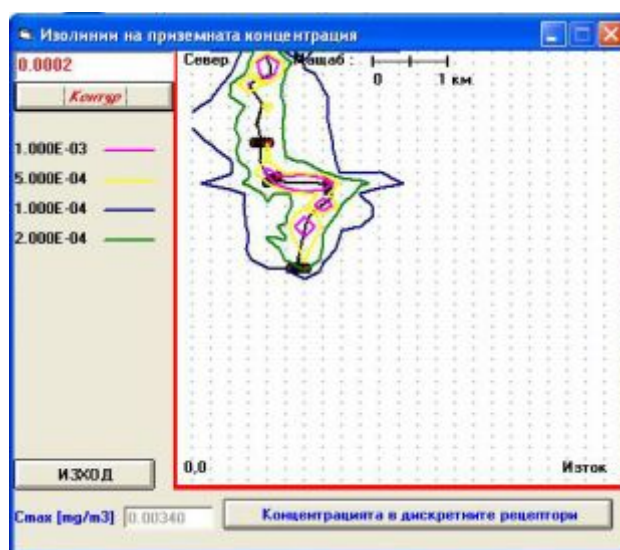 Изолинии на приземната концентрация
0.0002
Контур
1.000E-03
5.000E-04
1.000E-04
2.000E-04
Север
Мащаб :
0 1 км
0,0
Изток
ИЗХОД
Cmax [mg/m3] 0.00340
Концентрацията в дискретните рецептори